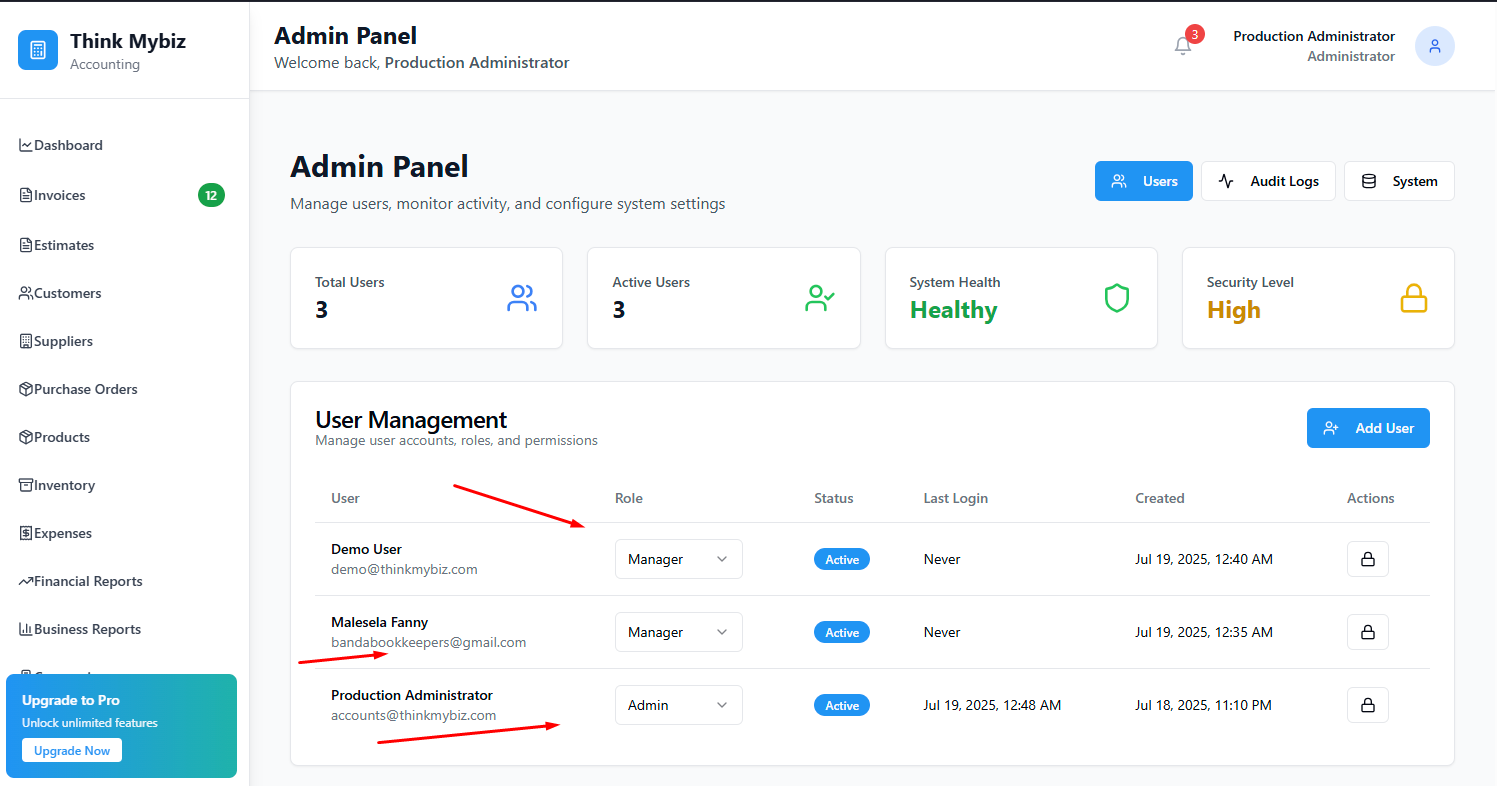 Think Mybiz
Accounting
Admin Panel
Welcome back, Production Administrator
3
Production Administrator
Administrator
Dashboard
Invoices 12
Estimates
Customers
Suppliers
Purchase Orders
Products
Inventory
Expenses
Financial Reports
Business Reports
Upgrade to Pro
Unlock unlimited features
Upgrade Now
Admin Panel
Manage users, monitor activity, and configure system settings
Users Audit Logs System
Total Users
3
Active Users
3
System Health
Healthy
Security Level
High
User Management
Manage user accounts, roles, and permissions
Add User
User Role Status Last Login Created Actions
Demo User
demo@thinkmybiz.com
Manager Active Never Jul 19, 2025, 12:40 AM
Malesela Fanny
bandabookkeepers@gmail.com
Manager Active Never Jul 19, 2025, 12:35 AM
Production Administrator
accounts@thinkmybiz.com
Admin Active Jul 19, 2025, 12:48 AM Jul 18, 2025, 11:10 PM